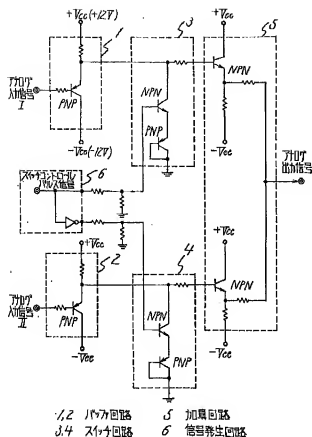 +Vcc(+12V)
1
アナログ
入力信号
I
PNP
-Vcc(-12V)
3
NPN
PNP
+Vcc
5
NPN
-Vcc
スイッチコントロール
パルス信号
6
アナログ
出力信号
+Vcc
2
アナログ
入力信号
II
PNP
-Vcc
4
NPN
PNP
+Vcc
NPN
-Vcc
1,2 バッファ回路 5 加算回路
3,4 スイッチ回路 6 信号発生回路